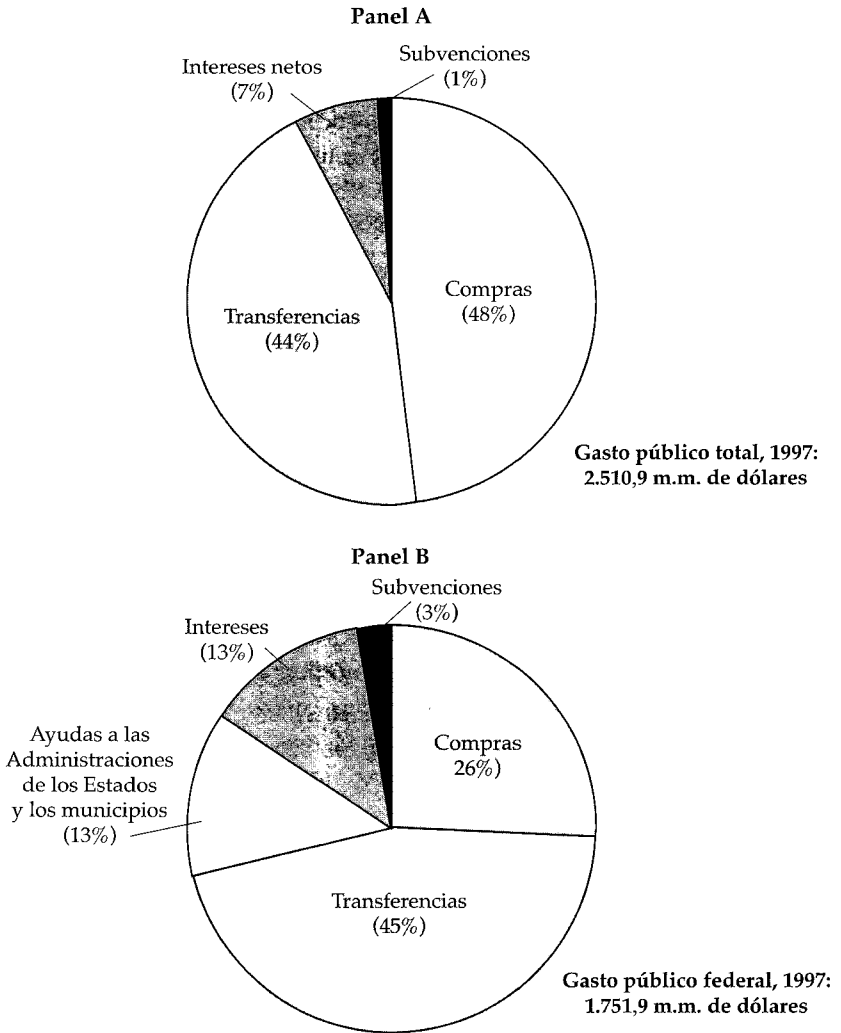 Panel A
Subvenciones
(1%)
Intereses netos
(7%)
Compras
(48%)
Transferencias
(44%)
Gasto público total, 1997:
2.510,9 m.m. de dólares
Panel B
Subvenciones
(3%)
Intereses
(13%)
Ayudas a las
Administraciones
de los Estados
y los municipios
(13%)
Compras
26%)
Transferencias
(45%)
Gasto público federal, 1997:
1.751,9 m.m. de dólares